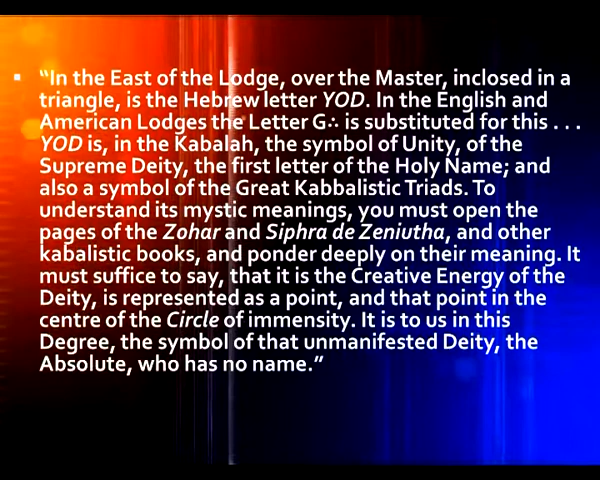 ▪ “In the East of the Lodge, over the Master, inclosed in a
triangle, is the Hebrew letter YOD. In the English and
American Lodges the Letter G∴ is substituted for this . . .
YOD is, in the Kabalah, the symbol of Unity, of the
Supreme Deity, the first letter of the Holy Name; and
also a symbol of the Great Kabbalistic Triads. To
understand its mystic meanings, you must open the
pages of the Zohar and Siphra de Zeniutha, and other
kabalistic books, and ponder deeply on their meaning. It
must suffice to say, that it is the Creative Energy of the
Deity, is represented as a point, and that point in the
centre of the Circle of immensity. It is to us in this
Degree, the symbol of that unmanifested Deity, the
Absolute, who has no name.”